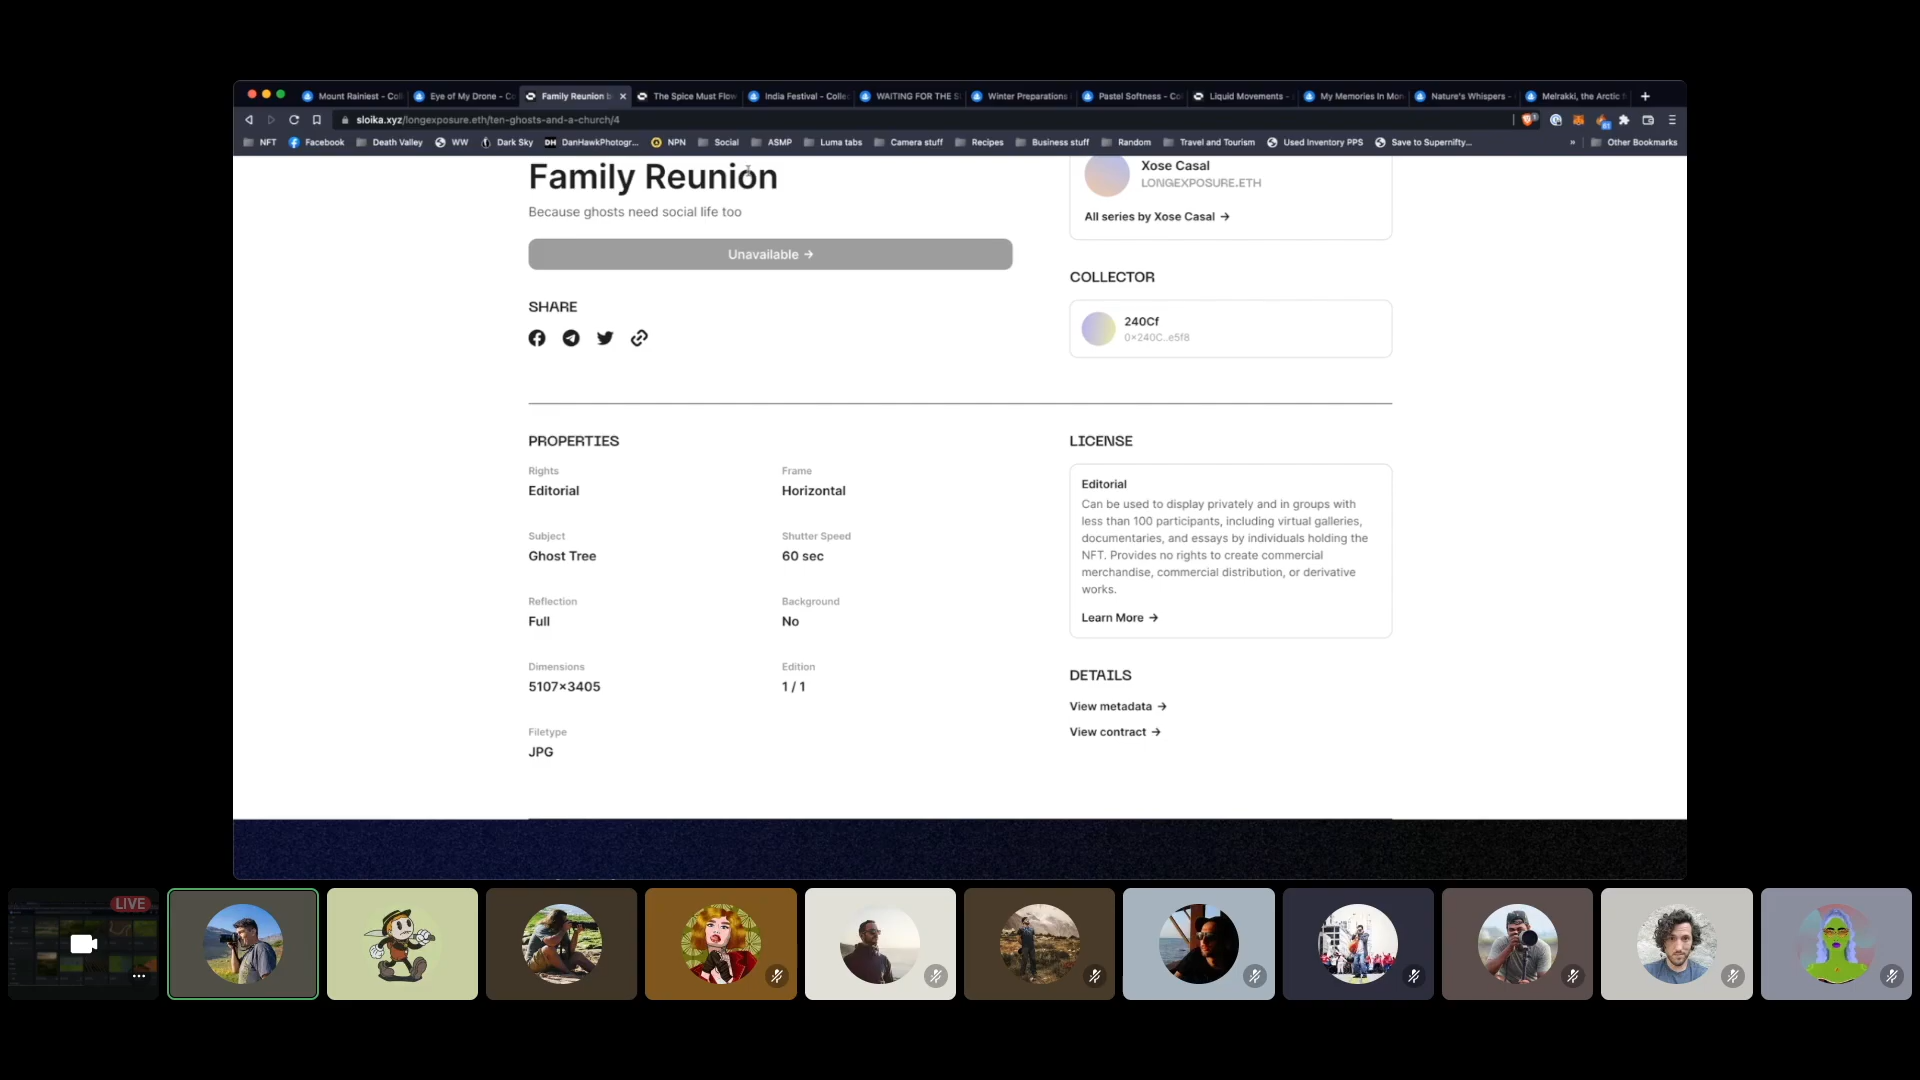 Mount Rainiest - Col
Eye of My Drone - Co
Family Reunion b
The Spice Must Flow
India Festival - Colle
WAITING FOR THE S
Winter Preparations
Pastel Softness - Co
Liquid Movements -
My Memories In Mon
Nature's Whispers -
Melrakki, the Arctic
sloika.xyz/longexposure.eth/ten-ghosts-and-a-church/4
NFT
Facebook
Death Valley
WW
Dark Sky
DH DanHawkPhotogr...
NPN
Social
ASMP
Luma tabs
Camera stuff
Recipes
Business stuff
Random
Travel and Tourism
Used Inventory PPS
Save to Supernifty...
»
Other Bookmarks
Family Reunion
Because ghosts need social life too
Unavailable →
SHARE
Xose Casal
LONGEXPOSURE.ETH
All series by Xose Casal →
COLLECTOR
240Cf
0×240C..e5f8
PROPERTIES
Rights
Editorial
Frame
Horizontal
Subject
Ghost Tree
Shutter Speed
60 sec
Reflection
Full
Background
No
Dimensions
5107×3405
Edition
1 / 1
Filetype
JPG
LICENSE
Editorial
Can be used to display privately and in groups with
less than 100 participants, including virtual galleries,
documentaries, and essays by individuals holding the
NFT. Provides no rights to create commercial
merchandise, commercial distribution, or derivative
works.
Learn More →
DETAILS
View metadata →
View contract →
LIVE